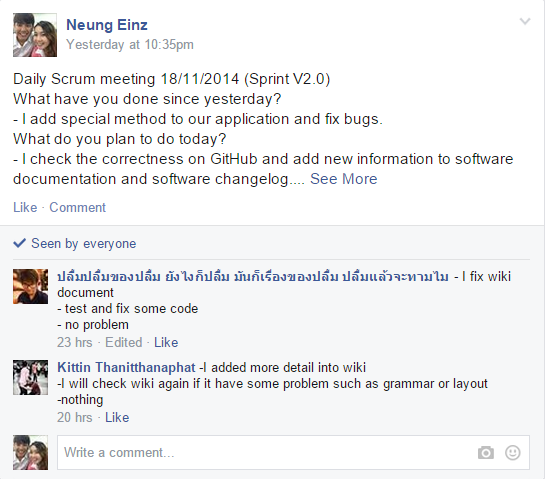 Neung Einz
Yesterday at 10:35pm
Daily Scrum meeting 18/11/2014 (Sprint V2.0)
What have you done since yesterday?
- I add special method to our application and fix bugs.
What do you plan to do today?
- I check the correctness on GitHub and add new information to software
documentation and software changelog.... See More
Like · Comment
Seen by everyone
ปลื้มปลื้มของปลื้ม ยังไงก็ปลื้ม มันก็เรื่องของปลื้ม ปลื้มแล้วจะทามไม - I fix wiki
document
- test and fix some code
- no problem
23 hrs · Edited · Like
Kittin Thanitthanaphat -I added more detail into wiki
-I will check wiki again if it have some problem such as grammar or layout
-nothing
20 hrs · Like
Write a comment...